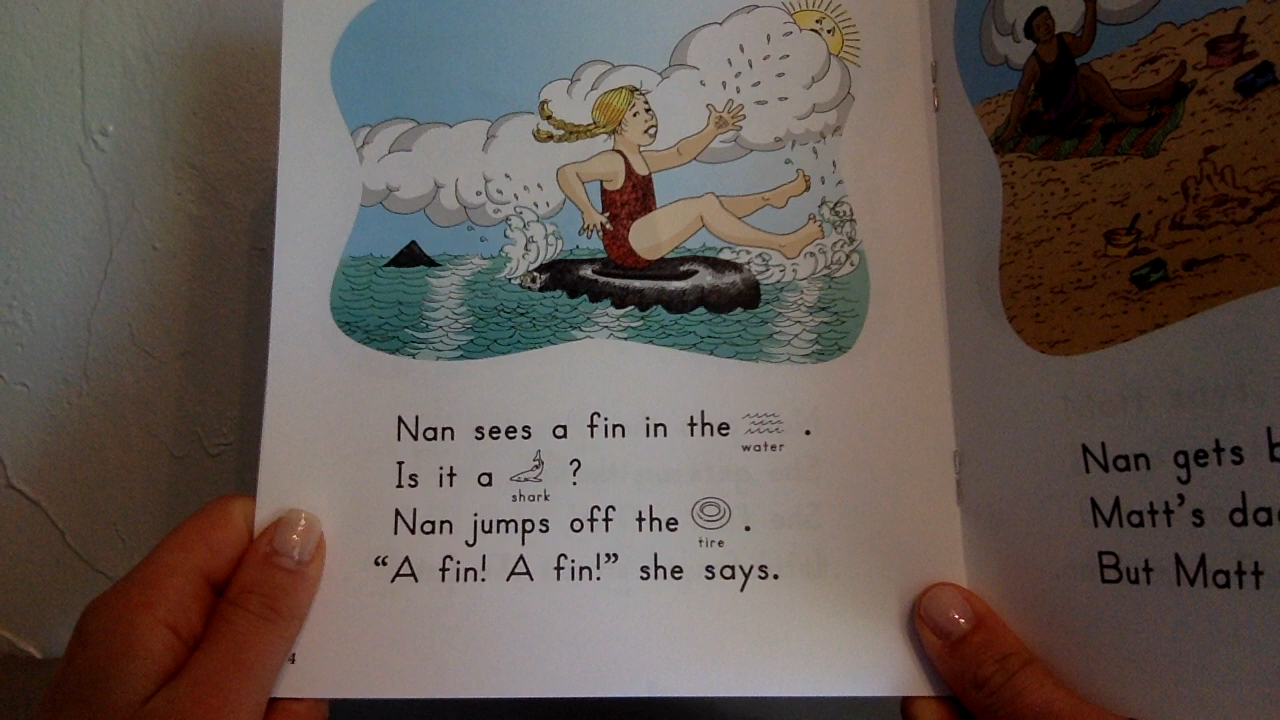 Nan sees a fin in the .
water
Is it a ?
shark
Nan jumps off the .
tire
“A fin! A fin!” she says.
4
Nan gets
Matt's
But Matt